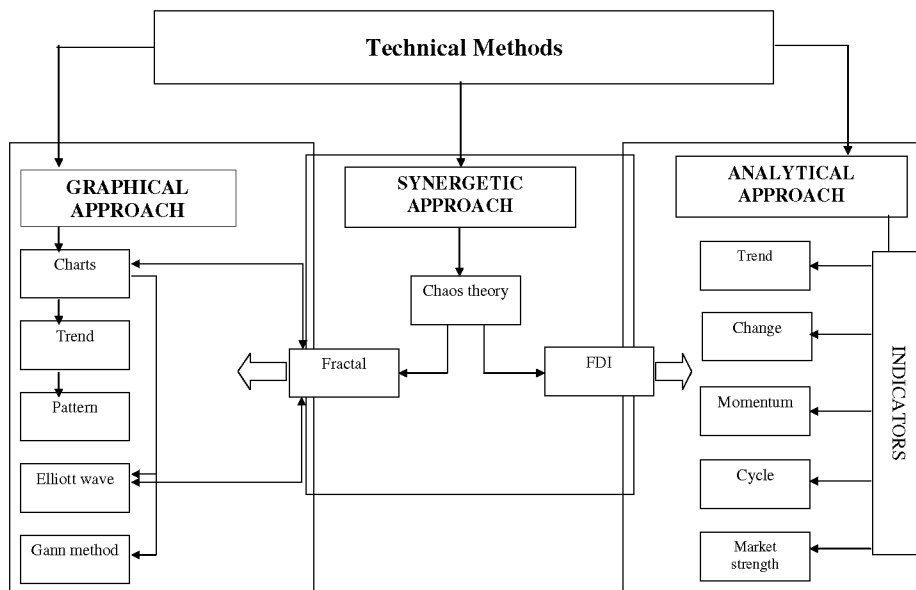 Technical Methods
GRAPHICAL
APPROACH
Charts
Trend
Pattern
Elliott wave
Gann method
SYNERGETIC
APPROACH
Chaos theory
Fractal
FDI
ANALYTICAL
APPROACH
Trend
Change
Momentum
Cycle
Market
strength
INDICATORS